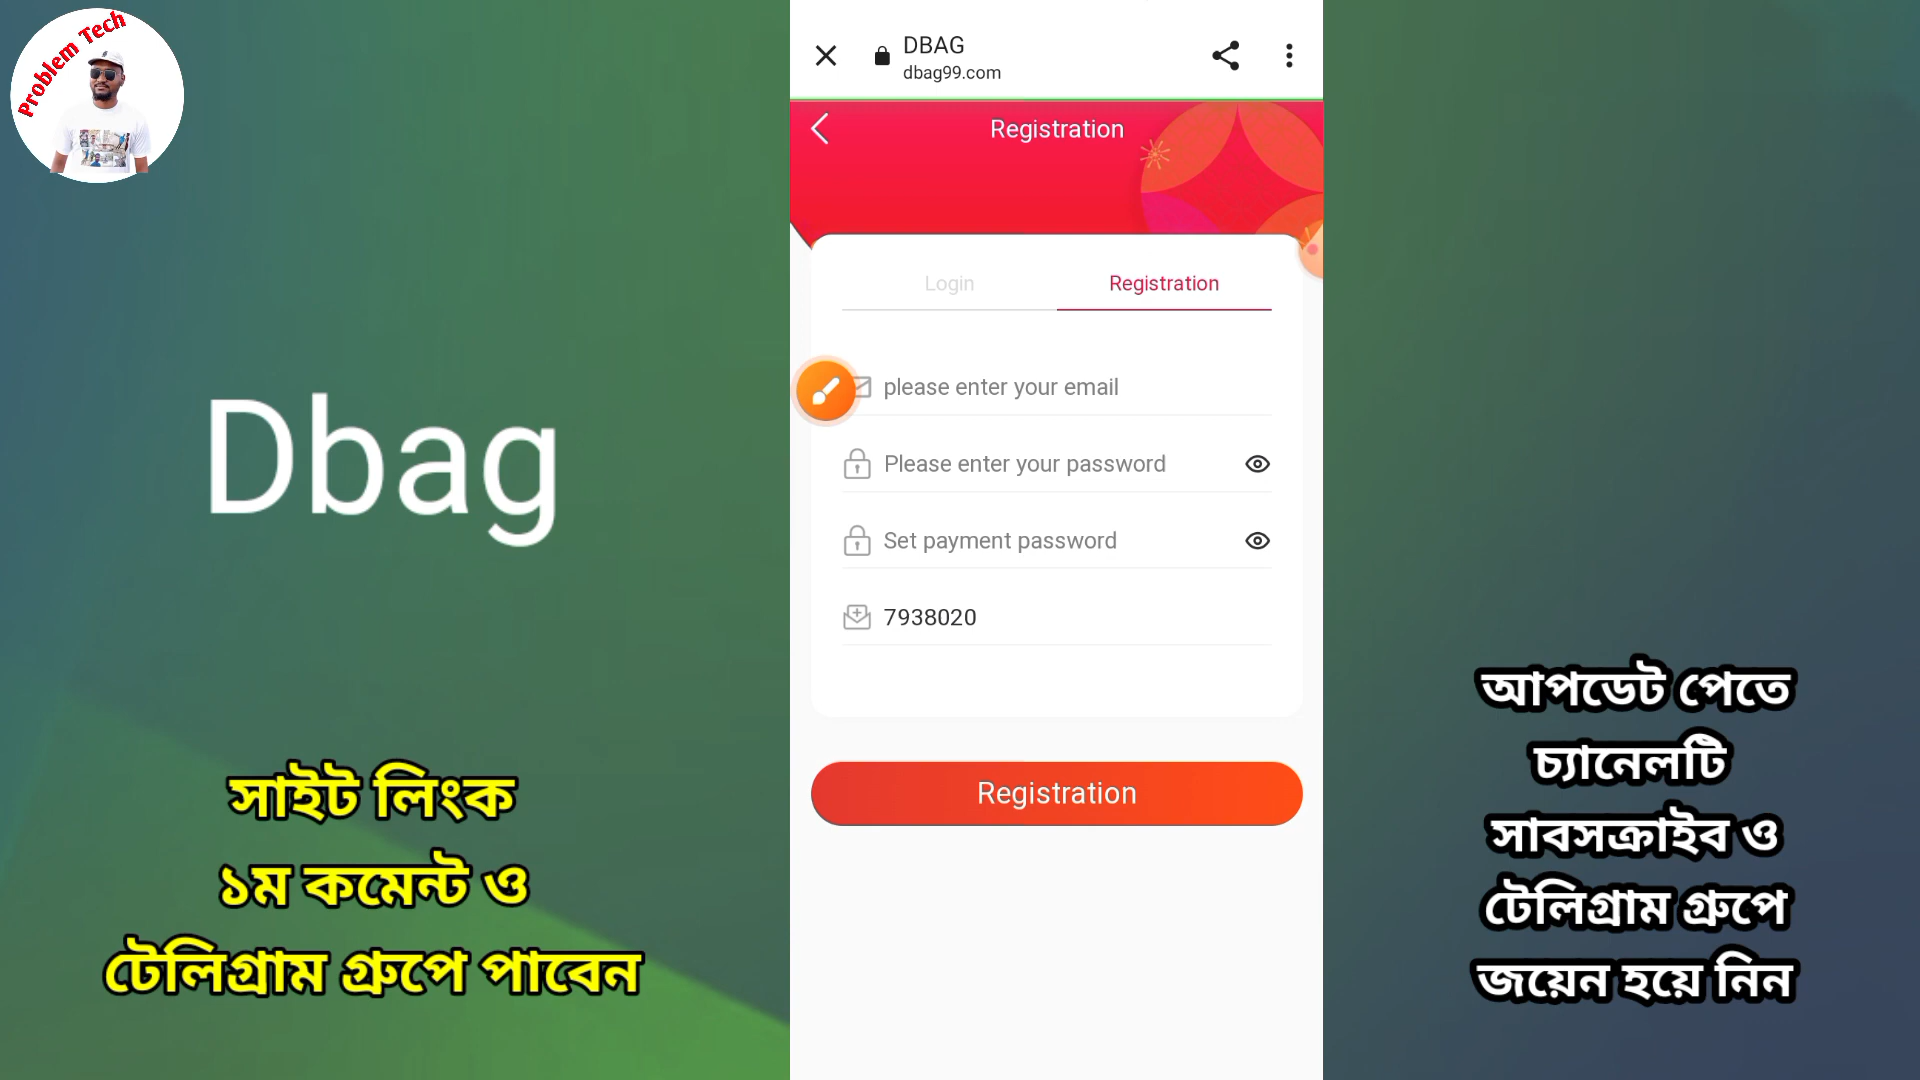 Problem Tech
DBAG
dbag99.com
Registration
Login
Registration
please enter your email
Please enter your password
Set payment password
7938020
Registration
Dbag
সাইট লিংক
১ম কমেন্ট ও
টেলিগ্রাম গ্রুপে পাবেন
আপডেট পেতে
চ্যানেলটি
সাবসক্রাইব ও
টেলিগ্রাম গ্রুপে
জয়েন হয়ে নিন